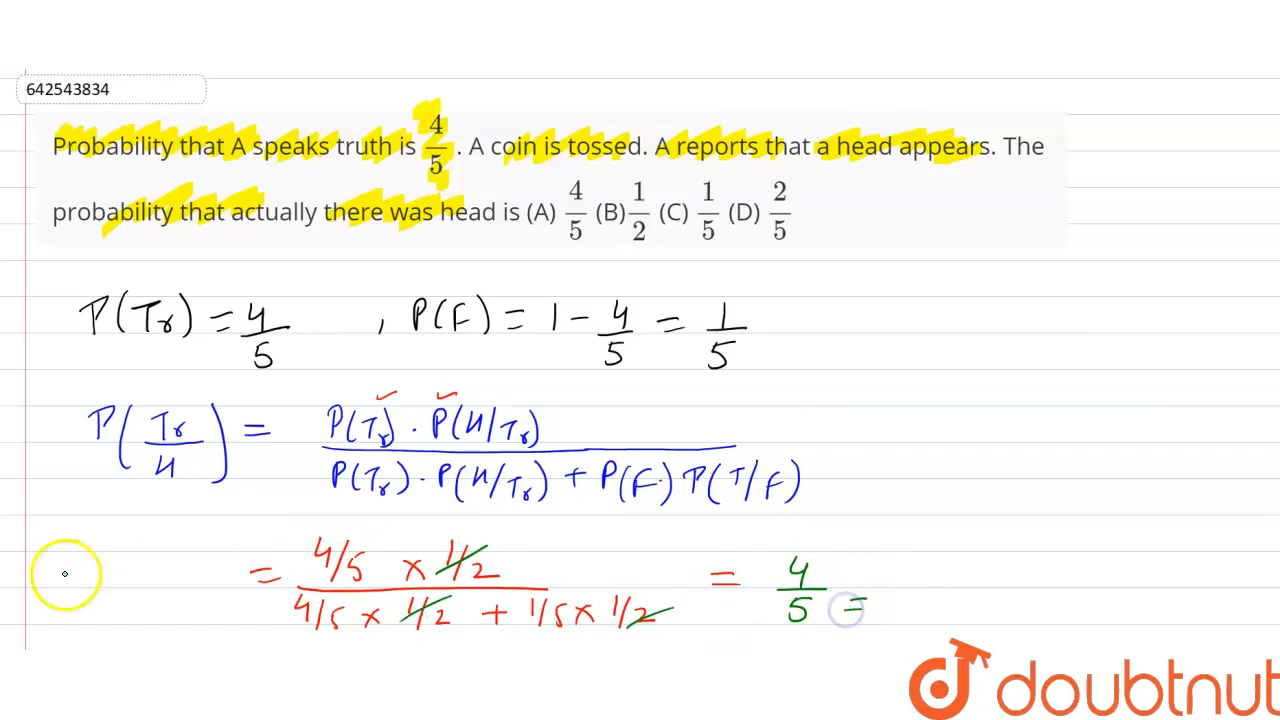 642543834
Probability that A speaks truth is 4/5 . A coin is tossed. A reports that a head appears. The
probability that actually there was head is (A) 4/5 (B) 1/2 (C) 1/5 (D) 2/5
P(Tr) = 4/5 , P(F) = 1 - 4/5 = 1/5
P(Tr/H) = P(Tr) . P(H/Tr) / P(Tr) . P(H/Tr) + P(F) P(T/F)
= 4/5 × 1/2 / 4/5 × 1/2 + 1/5 × 1/2 = 4/5 =
doubtnut